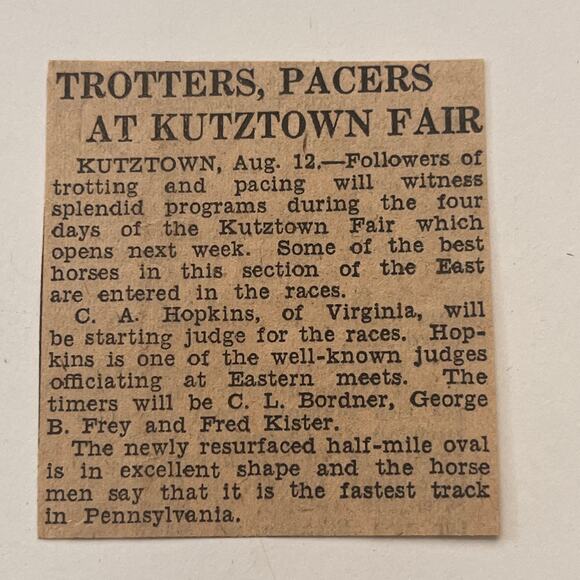 TROTTERS, PACERS
AT KUTZTOWN FAIR
KUTZTOWN, Aug. 12.—Followers of
trotting and pacing will witness
splendid programs during the four
days of the Kutztown Fair which
opens next week. Some of the best
horses in this section of the East
are entered in the races.
C. A. Hopkins, of Virginia, will
be starting judge for the races. Hop-
kins is one of the well-known judges
officiating at Eastern meets. The
timers will be C. L. Bordner, George
B. Frey and Fred Kister.
The newly resurfaced half-mile oval
is in excellent shape and the horse
men say that it is the fastest track
in Pennsylvania.